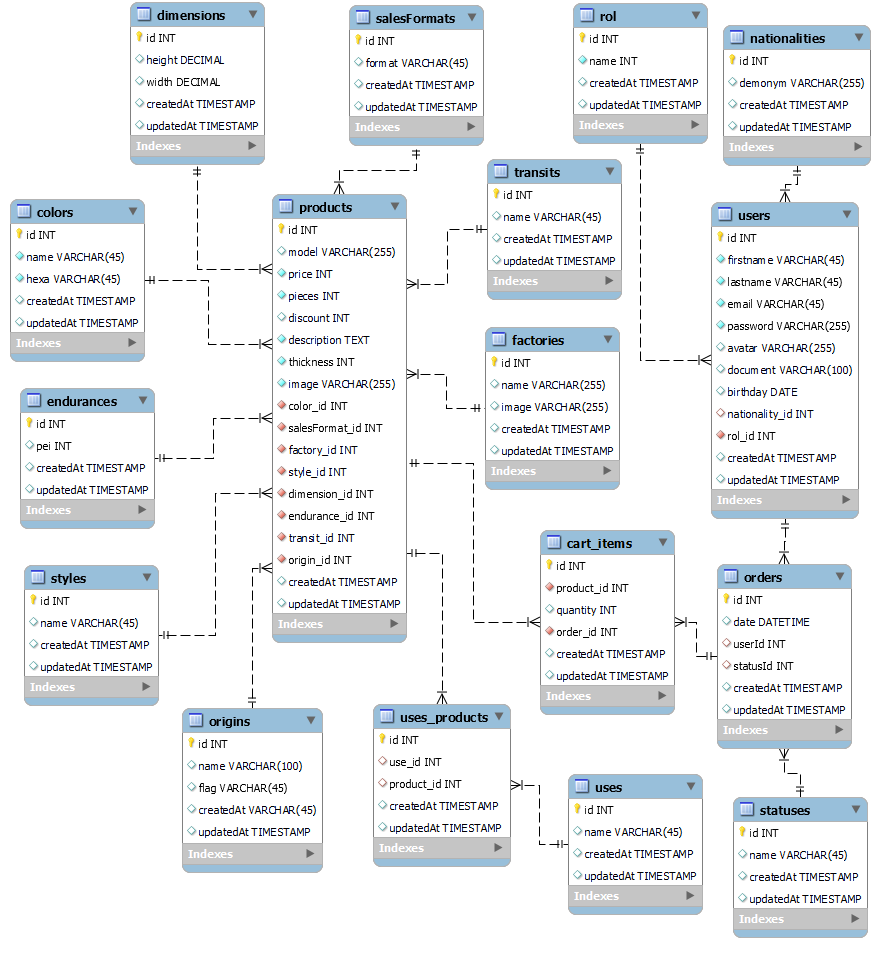 dimensions
id INT
height DECIMAL
width DECIMAL
createdAt TIMESTAMP
updatedAt TIMESTAMP
Indexes
salesFormats
id INT
format VARCHAR(45)
createdAt TIMESTAMP
updatedAt TIMESTAMP
Indexes
rol
id INT
name INT
createdAt TIMESTAMP
updatedAt TIMESTAMP
Indexes
nationalities
id INT
demonym VARCHAR(255)
createdAt TIMESTAMP
updatedAt TIMESTAMP
Indexes
colors
id INT
name VARCHAR(45)
hexa VARCHAR(45)
createdAt TIMESTAMP
updatedAt TIMESTAMP
Indexes
products
id INT
model VARCHAR(255)
price INT
pieces INT
discount INT
description TEXT
thickness INT
image VARCHAR(255)
color_id INT
salesFormat_id INT
factory_id INT
style_id INT
dimension_id INT
endurance_id INT
transit_id INT
origin_id INT
createdAt TIMESTAMP
updatedAt TIMESTAMP
Indexes
transits
id INT
name VARCHAR(45)
createdAt TIMESTAMP
updatedAt TIMESTAMP
Indexes
users
id INT
firstname VARCHAR(45)
lastname VARCHAR(45)
email VARCHAR(45)
password VARCHAR(255)
avatar VARCHAR(255)
document VARCHAR(100)
birthday DATE
nationality_id INT
rol_id INT
createdAt TIMESTAMP
updatedAt TIMESTAMP
Indexes
factories
id INT
name VARCHAR(255)
image VARCHAR(255)
createdAt TIMESTAMP
updatedAt TIMESTAMP
Indexes
endurances
id INT
pei INT
createdAt TIMESTAMP
updatedAt TIMESTAMP
Indexes
styles
id INT
name VARCHAR(45)
createdAt TIMESTAMP
updatedAt TIMESTAMP
Indexes
cart_items
id INT
product_id INT
quantity INT
order_id INT
createdAt TIMESTAMP
updatedAt TIMESTAMP
Indexes
orders
id INT
date DATETIME
userId INT
statusId INT
createdAt TIMESTAMP
updatedAt TIMESTAMP
Indexes
origins
id INT
name VARCHAR(100)
flag VARCHAR(45)
createdAt VARCHAR(45)
updatedAt TIMESTAMP
Indexes
uses_products
id INT
use_id INT
product_id INT
createdAt TIMESTAMP
updatedAt TIMESTAMP
Indexes
uses
id INT
name VARCHAR(45)
createdAt TIMESTAMP
updatedAt TIMESTAMP
Indexes
statuses
id INT
name VARCHAR(45)
createdAt TIMESTAMP
updatedAt TIMESTAMP
Indexes